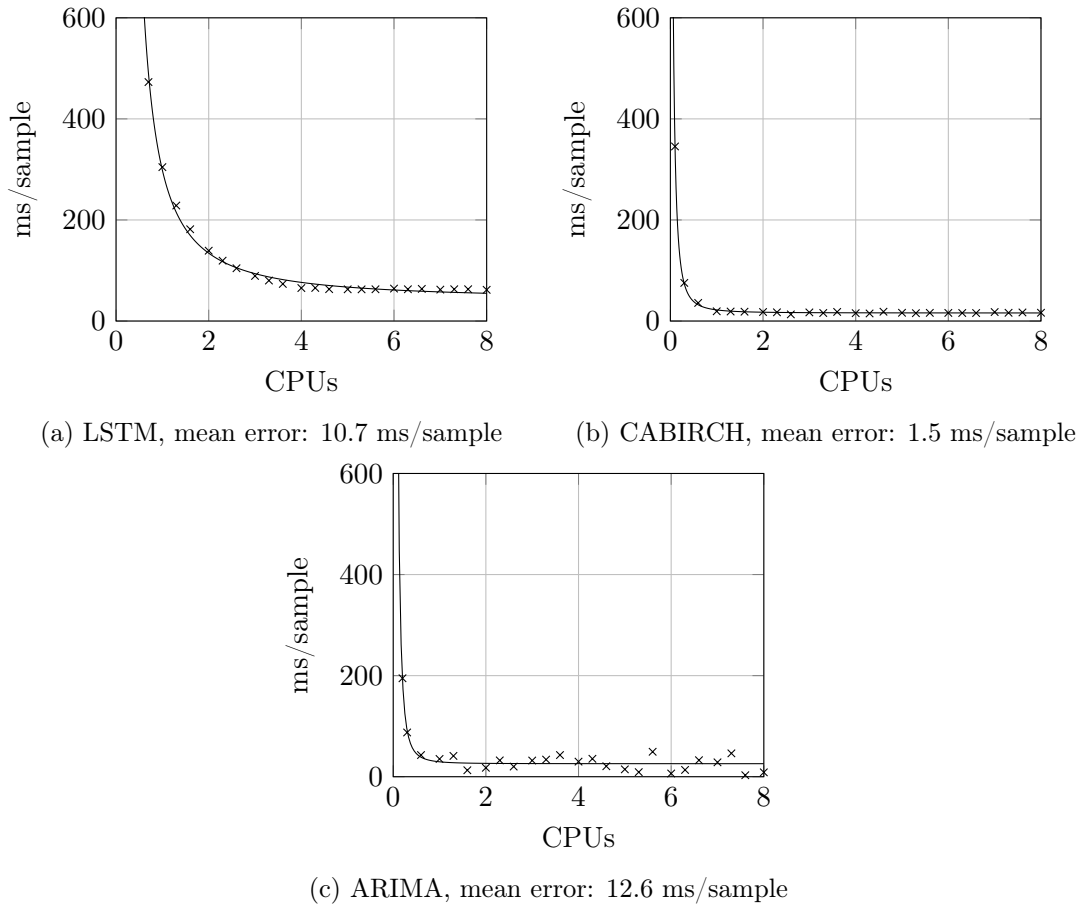 600
400
200
0
0 2 4 6 8
ms/sample
CPUs
(a) LSTM, mean error: 10.7 ms/sample
600
400
200
0
0 2 4 6 8
ms/sample
CPUs
(b) CABIRCH, mean error: 1.5 ms/sample
600
400
200
0
0 2 4 6 8
ms/sample
CPUs
(c) ARIMA, mean error: 12.6 ms/sample